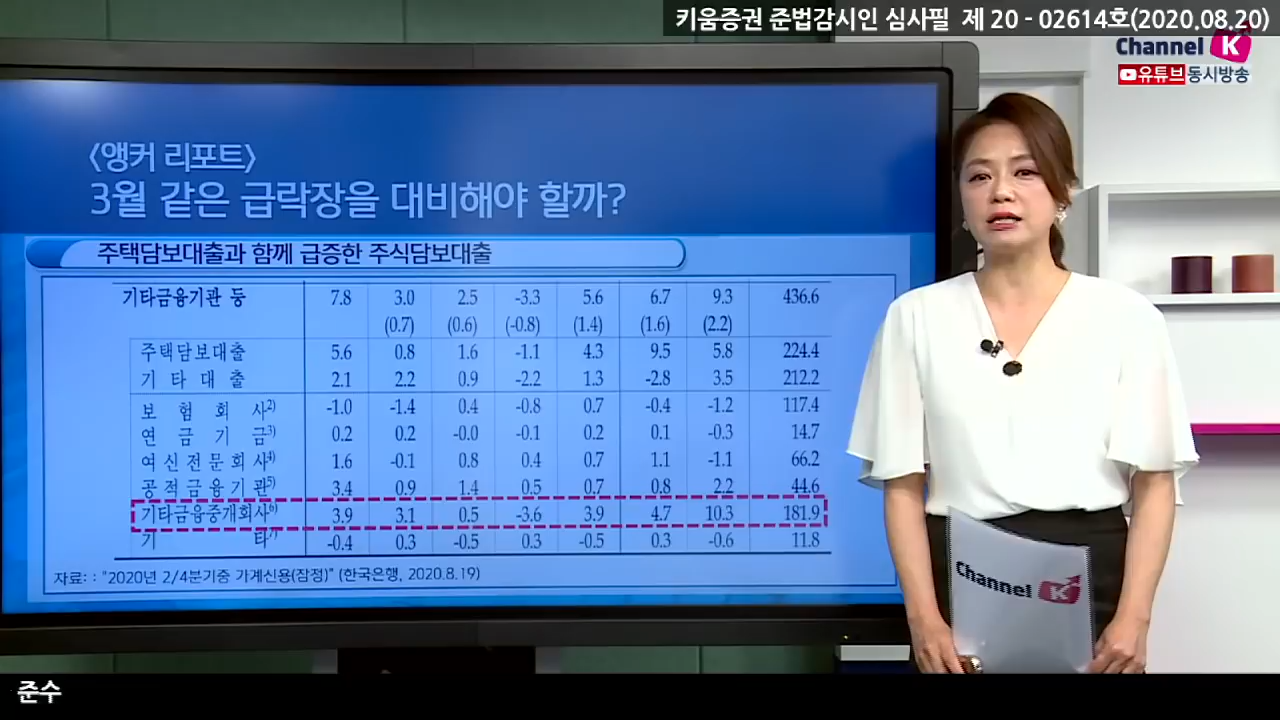 키움증권 준법감시인 심사필 제 20 - 02614호(2020.08.20)
Channel K
유튜브동시방송
<앵커 리포트>
3월 같은 급락장을 대비해야 할까?
주택담보대출과 함께 급증한 주식담보대출
기타금융기관 등 7.8 3.0 2.5 -3.3 5.6 6.7 9.3 436.6
(0.7) (0.6) (-0.8) (1.4) (1.6) (2.2)
주택담보대출 5.6 0.8 1.6 -1.1 4.3 9.5 5.8 224.4
기타대출 2.1 2.2 0.9 -2.2 1.3 -2.8 3.5 212.2
보험회사2) -1.0 -1.4 0.4 -0.8 0.7 -0.4 -1.2 117.4
연금기금3) 0.2 0.2 -0.0 -0.1 0.2 0.1 -0.3 14.7
여신전문회사4) 1.6 -0.1 0.8 0.4 0.7 1.1 -1.1 66.2
공적금융기관5) 3.4 0.9 1.4 0.5 0.7 0.8 2.2 44.6
기타금융중개회사6) 3.9 3.1 0.5 -3.6 3.9 4.7 10.3 181.9
기타7) -0.4 0.3 -0.5 0.3 -0.5 0.3 -0.6 11.8
자료: : "2020년 2/4분기중 가계신용(잠정)" (한국은행, 2020.8.19)
Channel K
준수